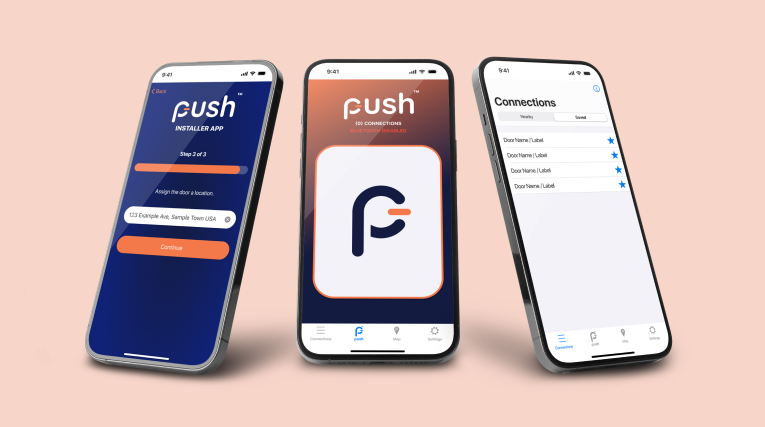 9:41
Back
push™
INSTALLER APP
Step 3 of 3
Assign the door a location.
123 Example Ave, Sample Town USA
Continue
9:41
push™
CONNECTIONS
Connections
push
Map
Settings
9:41
Connections
Nearby
Saved
Door Name / Label
Door Name / Label
Door Name / Label
Door Name / Label
Connections
push
Map
Settings